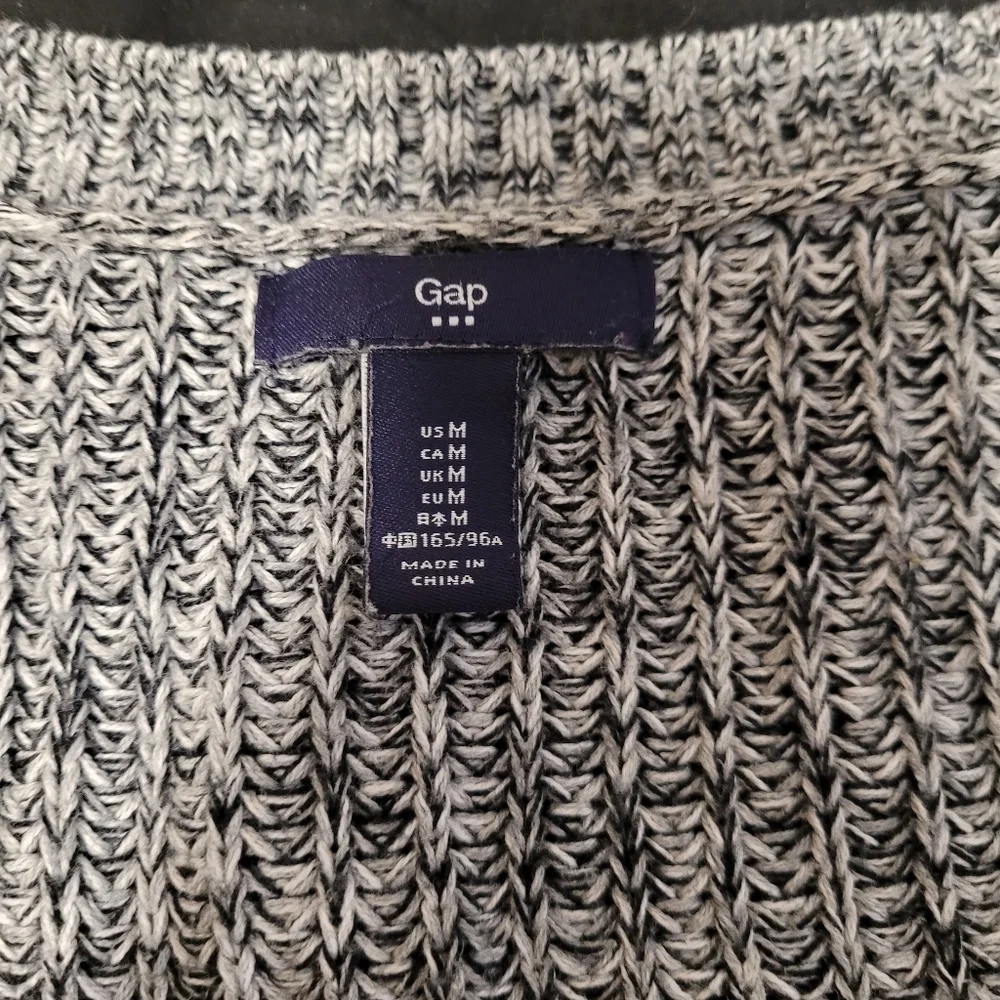 Gap
US M
CA M
UK M
EU M
日本 M
中国 165/96A
MADE IN
CHINA